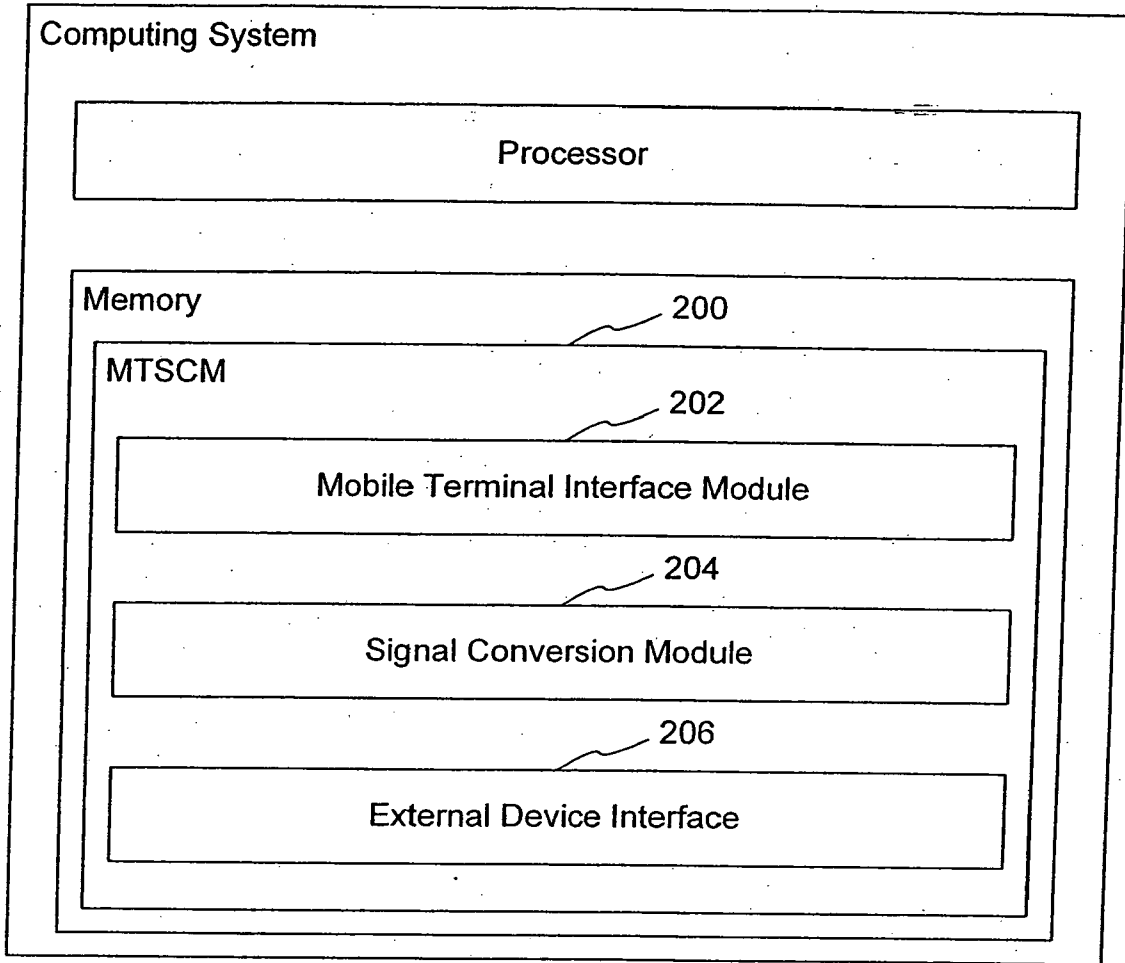 Computing System
Processor
Memory
200
MTSCM
202
Mobile Terminal Interface Module
204
Signal Conversion Module
206
External Device Interface